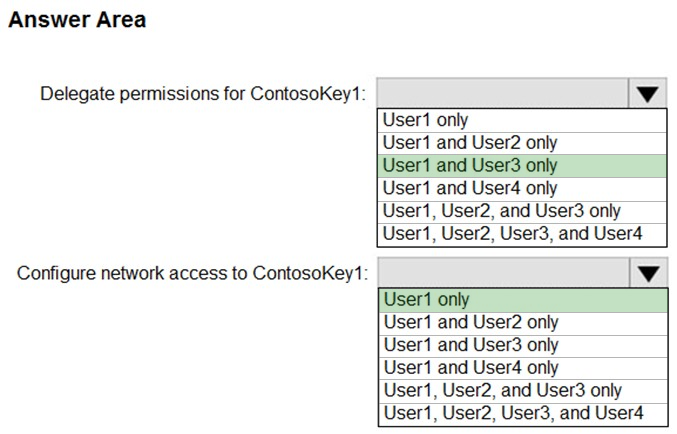 Answer Area
Delegate permissions for ContosoKey1:
User1 only
User1 and User2 only
User1 and User3 only
User1 and User4 only
User1, User2, and User3 only
User1, User2, User3, and User4
Configure network access to ContosoKey1:
User1 only
User1 and User2 only
User1 and User3 only
User1 and User4 only
User1, User2, and User3 only
User1, User2, User3, and User4